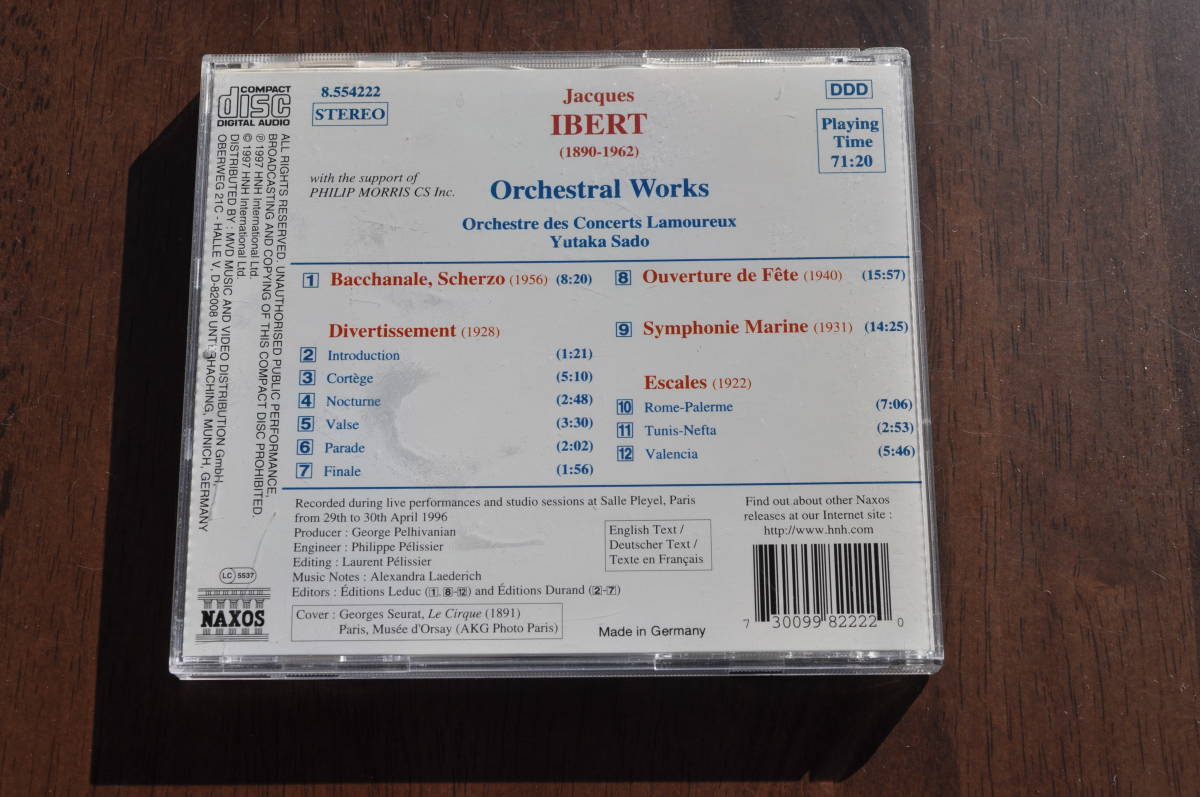 COMPACT
disc
DIGITAL AUDIO
8.554222
STEREO
Jacques
IBERT
(1890-1962)
DDD
Playing
Time
71:20
with the support of
PHILIP MORRIS CS Inc.
Orchestral Works
Orchestre des Concerts Lamoureux
Yutaka Sado
1 Bacchanale, Scherzo (1956) (8:20)
Divertissement (1928)
2 Introduction (1:21)
3 Cortège (5:10)
4 Nocturne (2:48)
5 Valse (3:30)
6 Parade (2:02)
7 Finale (1:56)
8 Ouverture de Fête (1940) (15:57)
9 Symphonie Marine (1931) (14:25)
Escales (1922)
10 Rome-Palerme (7:06)
11 Tunis-Nefta (2:53)
12 Valencia (5:46)
Recorded during live performances and studio sessions at Salle Pleyel, Paris
from 29th to 30th April 1996
Producer : George Pelhivanian
Engineer : Philippe Pélissier
Editing : Laurent Pélissier
Music Notes : Alexandra Laederich
Editors : Éditions Leduc (1, 8-12) and Éditions Durand (2-7)
English Text /
Deutscher Text /
Texte en Français
Cover : Georges Seurat, Le Cirque (1891)
Paris, Musée d'Orsay (AKG Photo Paris)
Made in Germany
Find out about other Naxos
releases at our Internet site :
http://www.hnh.com
7 30099 82222 0
ALL RIGHTS RESERVED. UNAUTHORISED PUBLIC PERFORMANCE,
BROADCASTING AND COPYING OF THIS COMPACT DISC PROHIBITED.
℗ 1997 HNH International Ltd.
© 1997 HNH International Ltd.
DISTRIBUTED BY : MVD MUSIC AND VIDEO DISTRIBUTION GmbH,
OBERWEG 21C - HALLE V, D-82008 UNTERHACHING, MUNICH, GERMANY
LC 5537
NAXOS